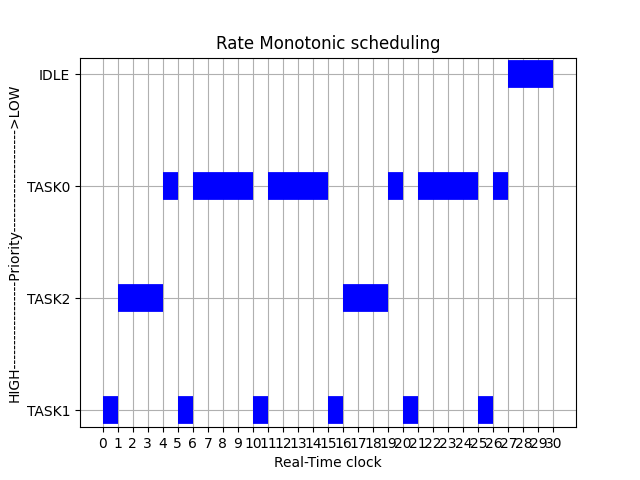 Rate Monotonic scheduling
IDLE
TASK0
TASK2
TASK1
HIGH--------------Priority--------------------->LOW
0 1 2 3 4 5 6 7 8 9 10 11 12 13 14 15 16 17 18 19 20 21 22 23 24 25 26 27 28 29 30
Real-Time clock